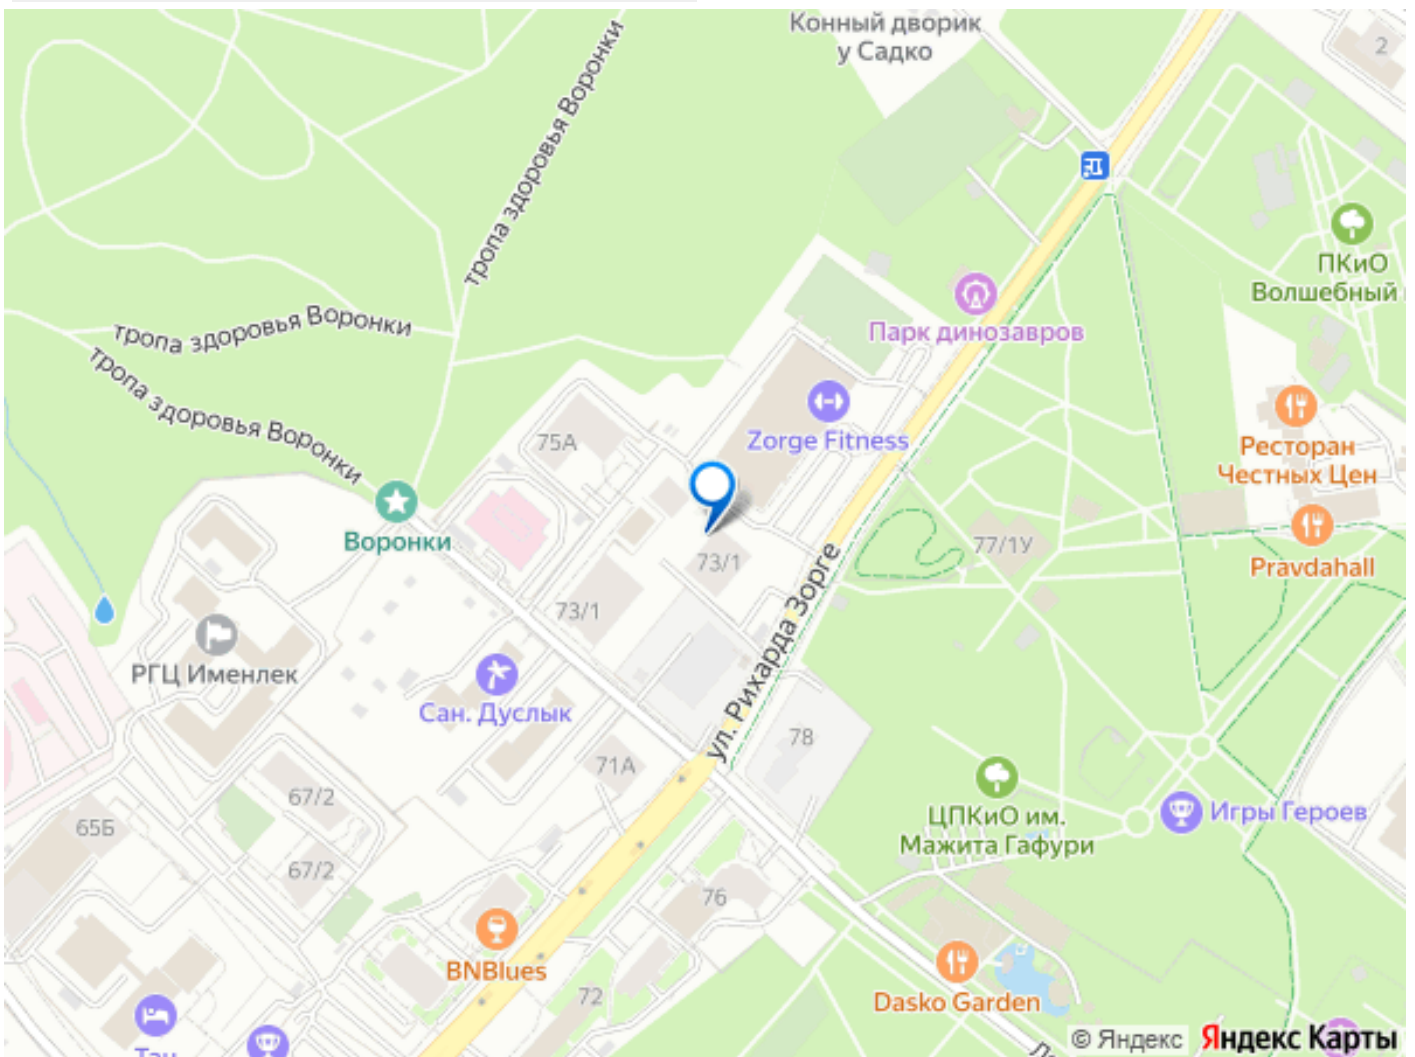 Конный дворик
у Садко
2
тропа здоровья Воронки
ПКиО
Волшебный
Парк динозавров
тропа здоровья Воронки
тропа здоровья Воронки
Zorge Fitness
75А
Ресторан
Честных Цен
Воронки
77/1У
73/1
Pravdahall
73/1
ул. Рихарда Зорге
РГЦ Именлек
Сан. Дуслык
78
71А
67/2
65Б
ЦПКиО им.
Мажита Гафури
Игры Героев
67/2
76
BNBlues
72
Dasko Garden
© Яндекс Яндекс Карты